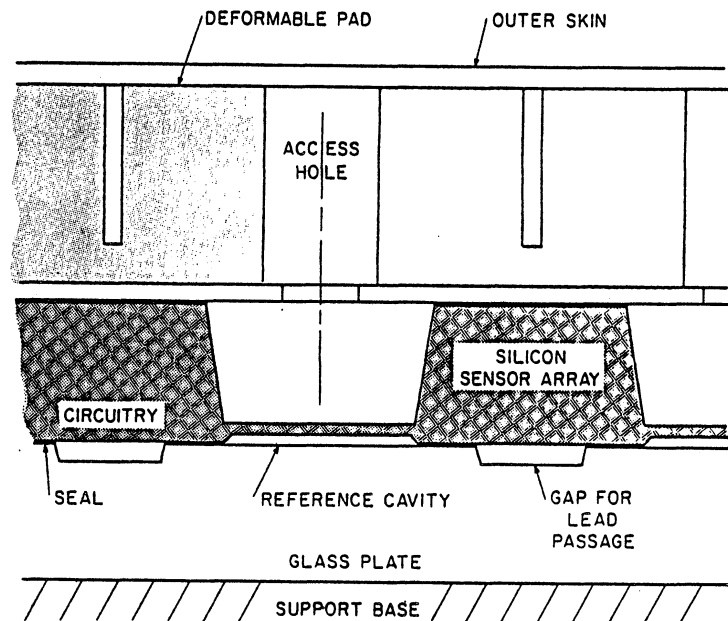 DEFORMABLE PAD
OUTER SKIN
ACCESS
HOLE
SILICON
SENSOR ARRAY
CIRCUITRY
SEAL
REFERENCE CAVITY
GAP FOR
LEAD
PASSAGE
GLASS PLATE
SUPPORT BASE